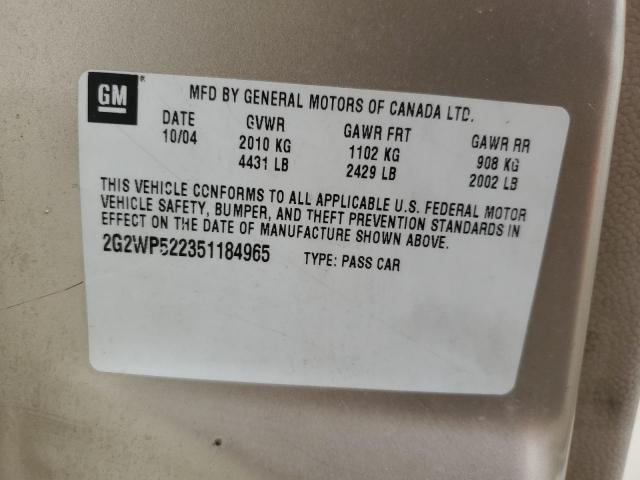 GM ®
MFD BY GENERAL MOTORS OF CANADA LTD.
DATE GVWR GAWR FRT GAWR RR
10/04 2010 KG 1102 KG 908 KG
4431 LB 2429 LB 2002 LB
THIS VEHICLE CONFORMS TO ALL APPLICABLE U.S. FEDERAL MOTOR
VEHICLE SAFETY, BUMPER, AND THEFT PREVENTION STANDARDS IN
EFFECT ON THE DATE OF MANUFACTURE SHOWN ABOVE.
2G2WP522351184965 TYPE: PASS CAR